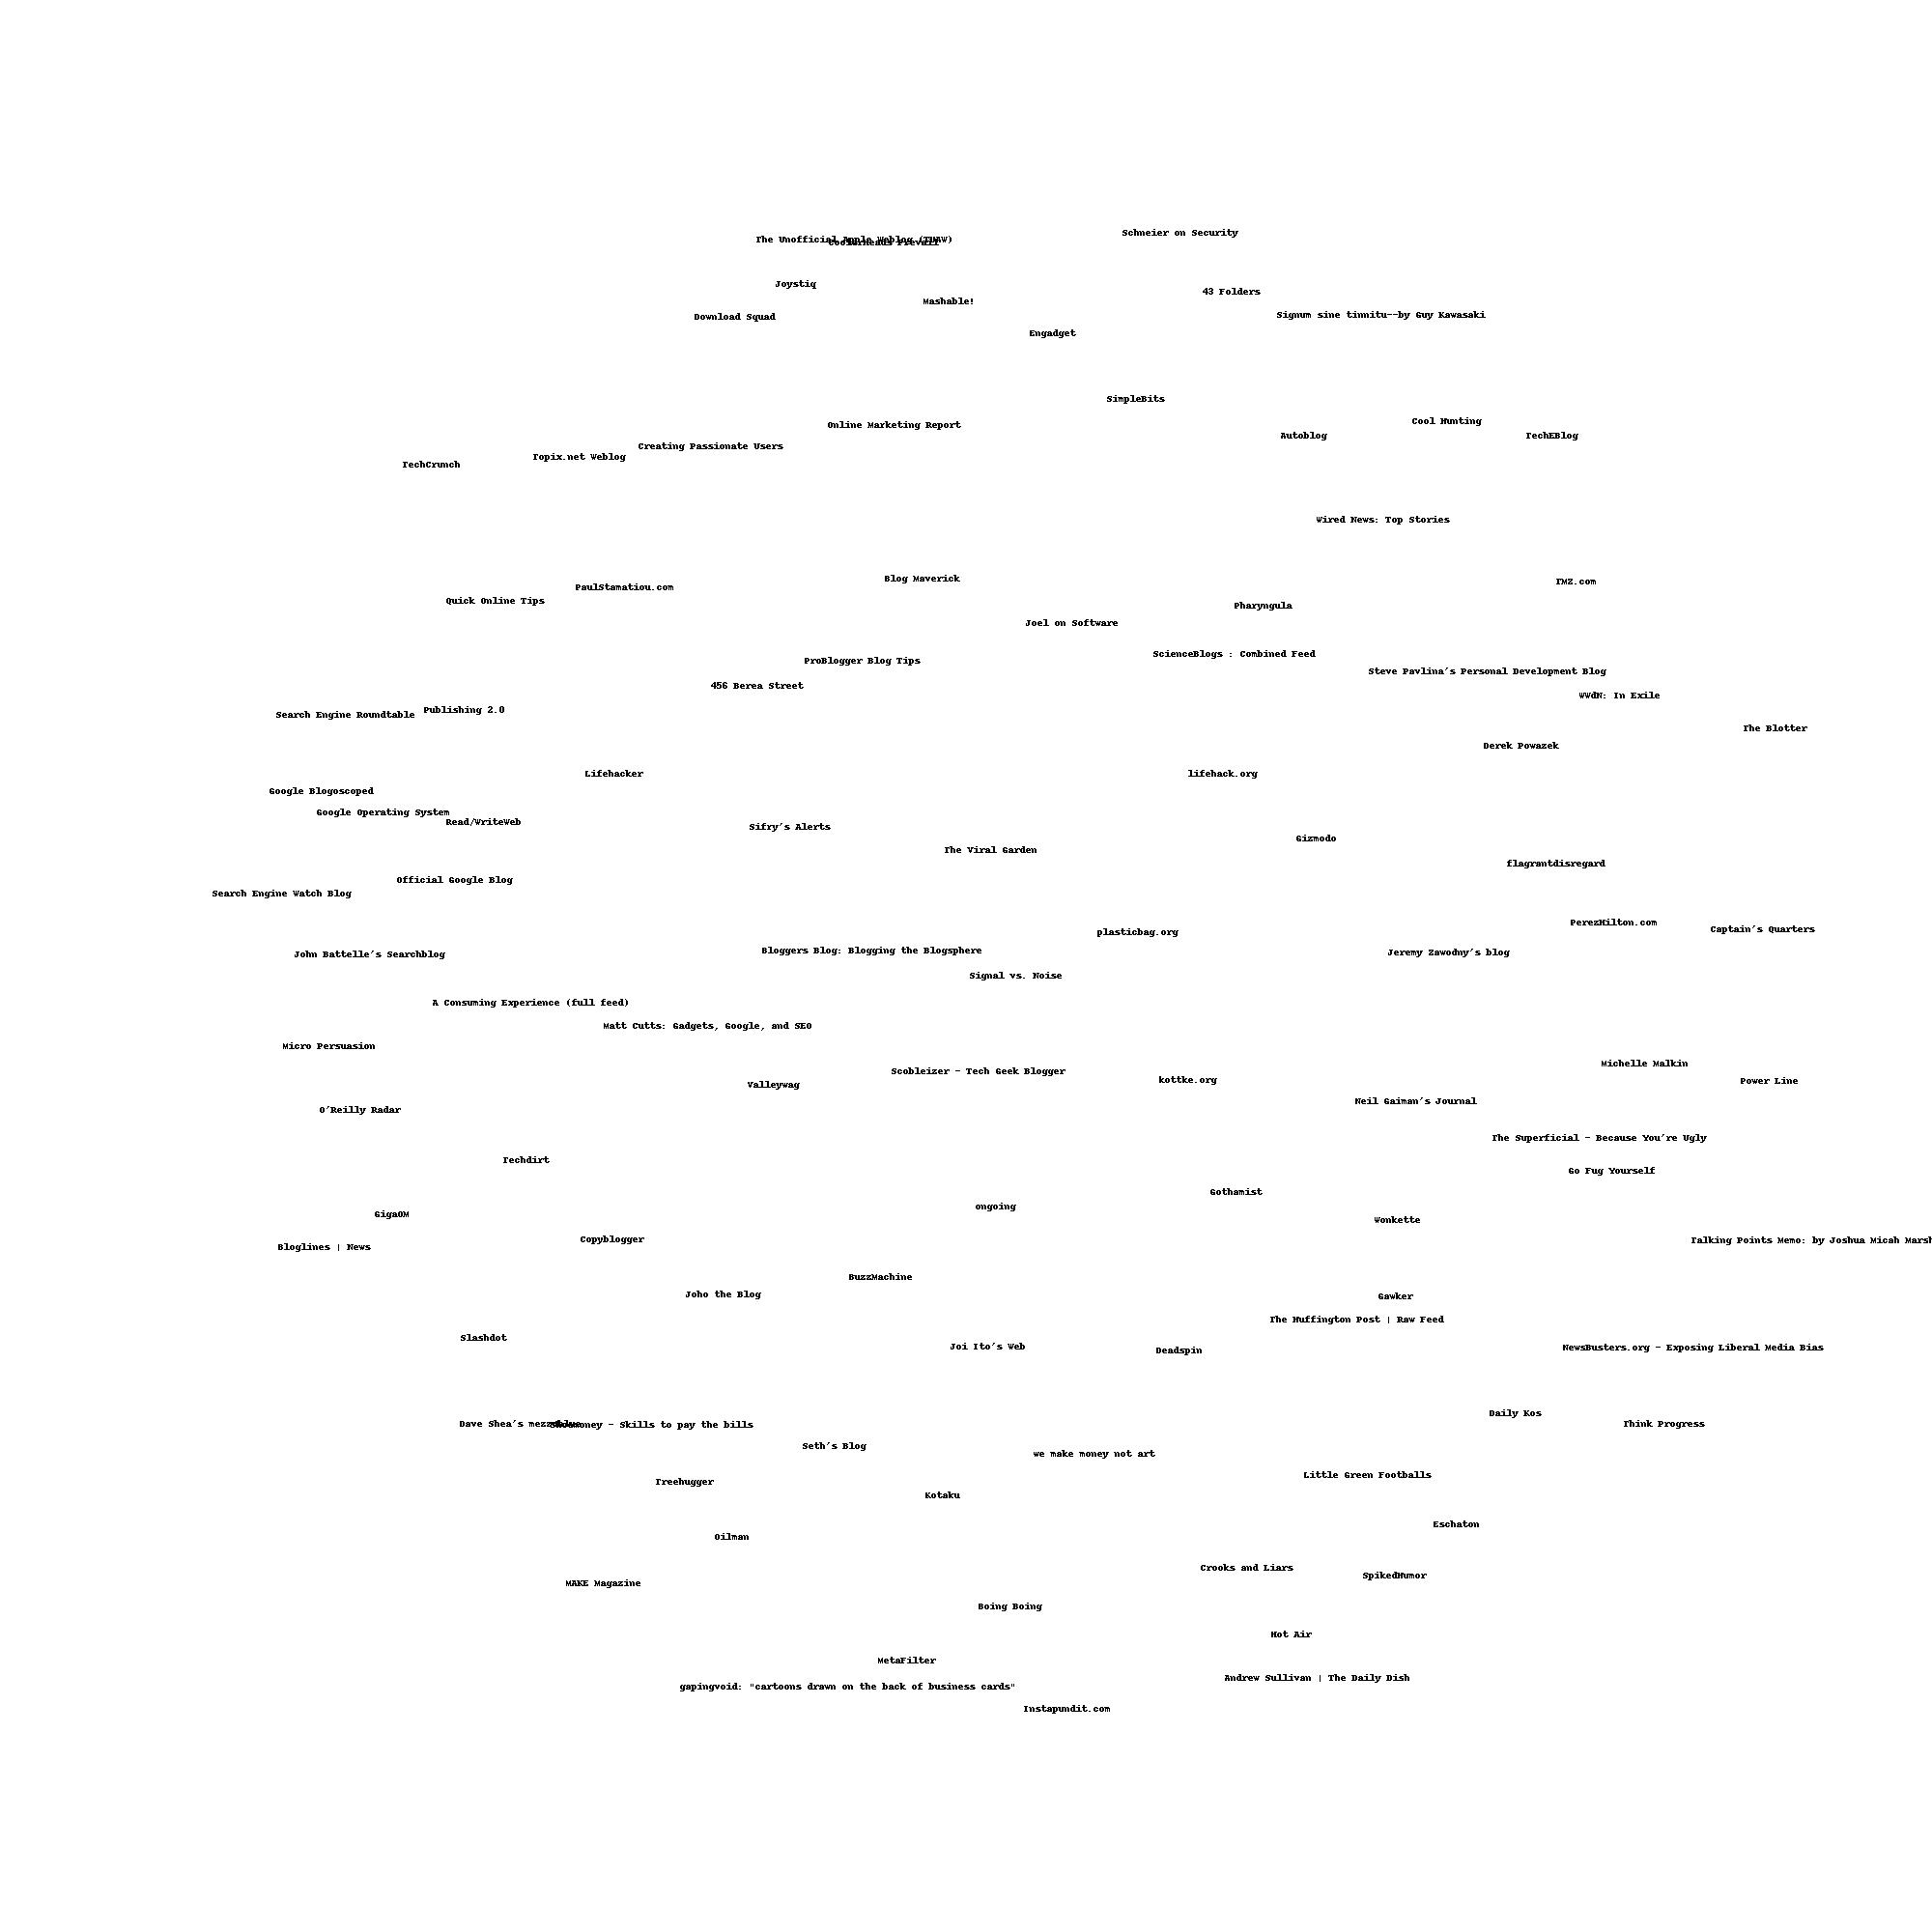 Schneier on Security
The Unofficial Apple Weblog (TUAW)
Joystiq
43 Folders
Mashable!
Signum sine tinnitu--by Guy Kawasaki
Download Squad
Engadget
SimpleBits
Cool Hunting
Online Marketing Report
Autoblog
TechEBlog
Creating Passionate Users
Topix.net Weblog
TechCrunch
Wired News: Top Stories
Blog Maverick
TMZ.com
PaulStamatiou.com
Quick Online Tips
Pharyngula
Joel on Software
ScienceBlogs : Combined Feed
ProBlogger Blog Tips
Steve Pavlina's Personal Development Blog
456 Berea Street
WWdN: In Exile
Publishing 2.0
Search Engine Roundtable
The Blotter
Derek Powazek
Lifehacker
lifehack.org
Google Blogoscoped
Google Operating System
Read/WriteWeb
Sifry's Alerts
Gizmodo
The Viral Garden
flagrantdisregard
Official Google Blog
Search Engine Watch Blog
PerezHilton.com
Captain's Quarters
plasticbag.org
Bloggers Blog: Blogging the Blogsphere
Jeremy Zawodny's blog
John Battelle's Searchblog
Signal vs. Noise
A Consuming Experience (full feed)
Matt Cutts: Gadgets, Google, and SEO
Micro Persuasion
Michelle Malkin
Scobleizer - Tech Geek Blogger
kottke.org
Power Line
Valleywag
Neil Gaiman's Journal
O'Reilly Radar
The Superficial - Because You're Ugly
Techdirt
Go Fug Yourself
Gothamist
ongoing
GigaOM
Wonkette
Copyblogger
Talking Points Memo: by Joshua Micah Marsh
Bloglines | News
BuzzMachine
Joho the Blog
Gawker
The Huffington Post | Raw Feed
Slashdot
Joi Ito's Web
NewsBusters.org - Exposing Liberal Media Bias
Deadspin
Daily Kos
Dave Shea's mezzoblue
Shoemoney - Skills to pay the bills
Think Progress
Seth's Blog
we make money not art
Little Green Footballs
Treehugger
Kotaku
Eschaton
Oilman
Crooks and Liars
SpikedHumor
MAKE Magazine
Boing Boing
Hot Air
MetaFilter
Andrew Sullivan | The Daily Dish
gapingvoid: "cartoons drawn on the back of business cards"
Instapundit.com